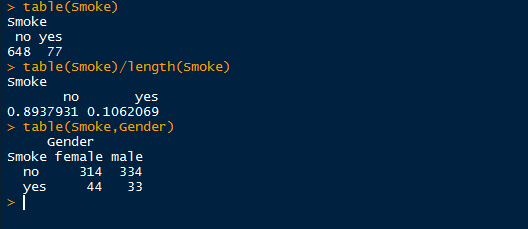 > table(Smoke)
Smoke
 no yes
648  77
> table(Smoke)/length(Smoke)
Smoke
       no       yes
0.8937931 0.1062069
> table(Smoke,Gender)
     Gender
Smoke female male
  no     314  334
  yes     44   33
>